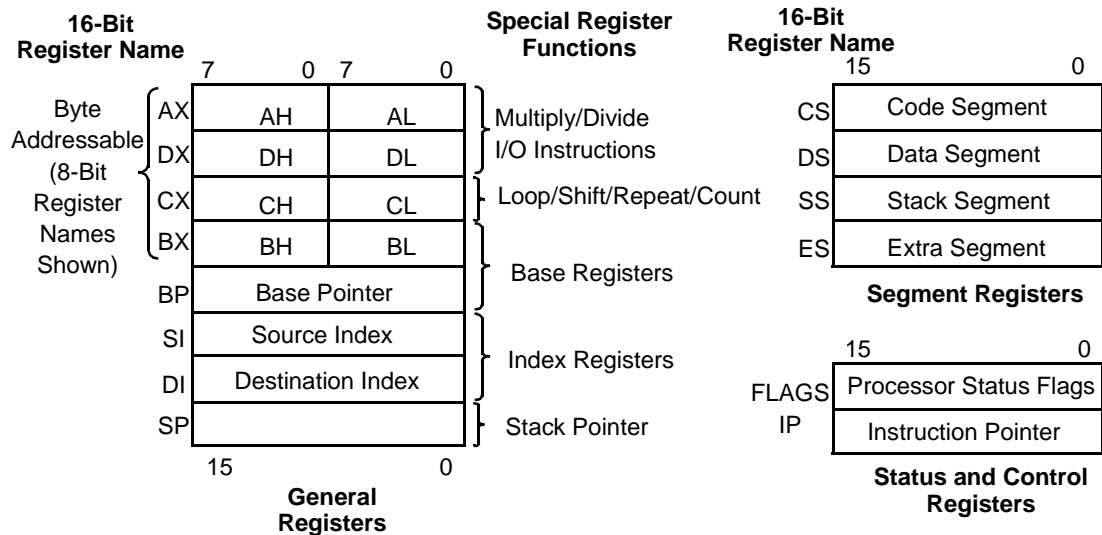 16-Bit
Register Name
Special Register
Functions
16-Bit
Register Name
7 0 7 0
15 0
Byte
Addressable
(8-Bit
Register
Names
Shown)
AX AH AL
DX DH DL
CX CH CL
BX BH BL
BP Base Pointer
SI Source Index
DI Destination Index
SP
15 0
General
Registers
Multiply/Divide
I/O Instructions
Loop/Shift/Repeat/Count
Base Registers
Index Registers
Stack Pointer
CS Code Segment
DS Data Segment
SS Stack Segment
ES Extra Segment
Segment Registers
15 0
FLAGS Processor Status Flags
IP Instruction Pointer
Status and Control
Registers